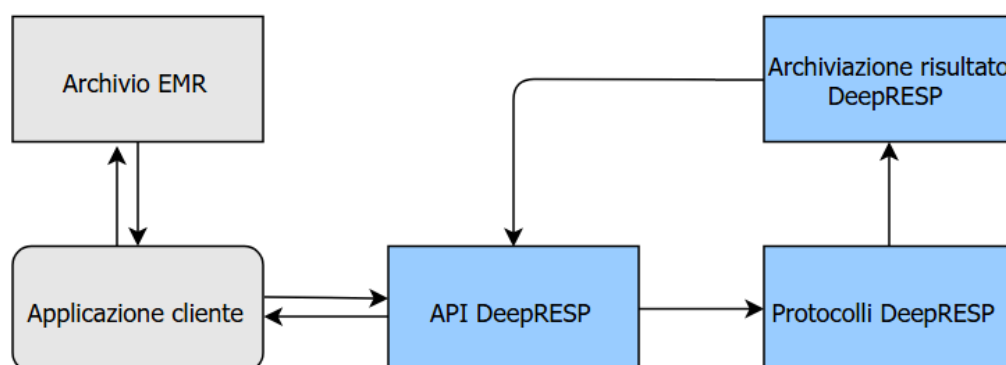 Archivio EMR
Archiviazione risultato
DeepRESP
Applicazione cliente
API DeepRESP
Protocolli DeepRESP